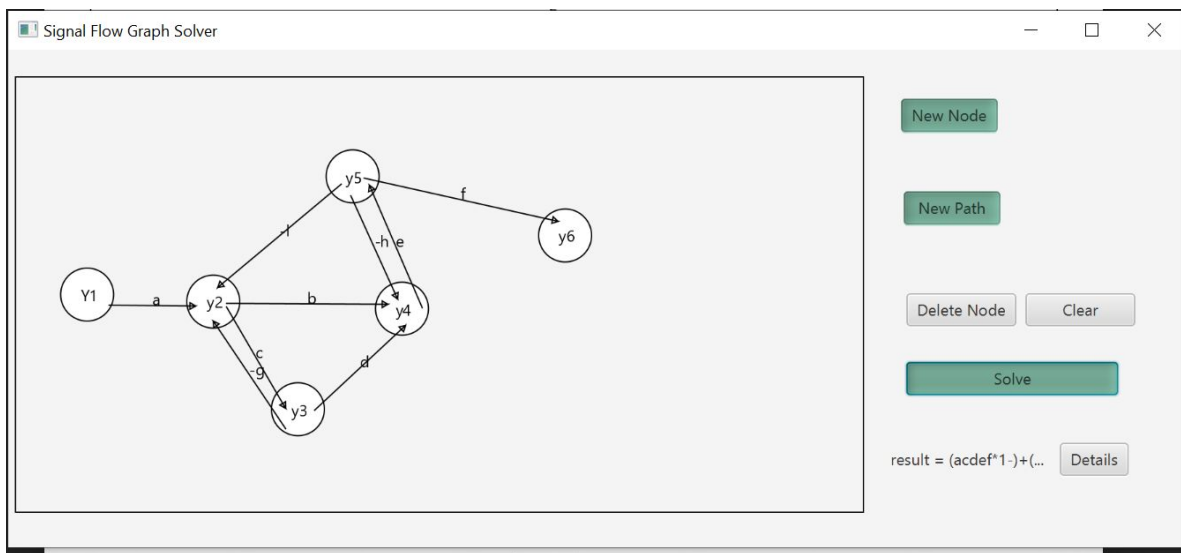 Signal Flow Graph Solver
New Node
y5
f
New Path
-l
-h e
y6
Y1
a
y2
b
y4
Delete Node
Clear
c
-g
d
Solve
y3
result = (acdef*1-)+(...
Details